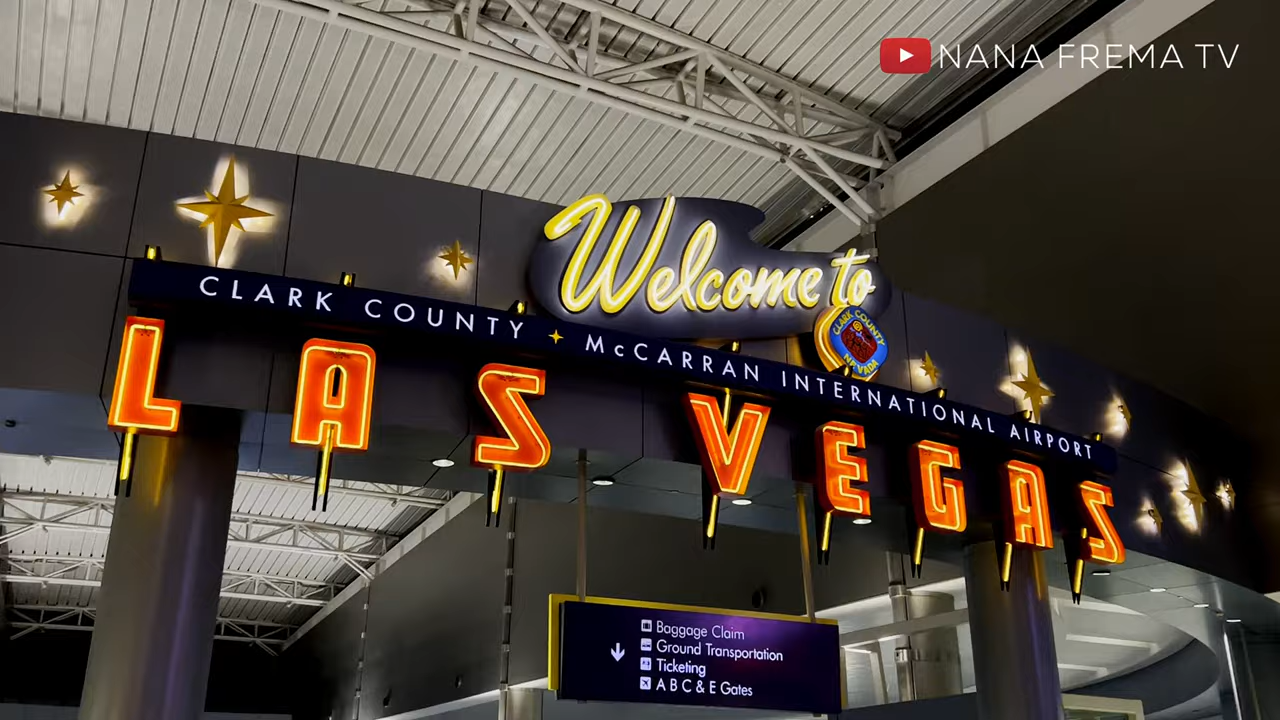 NANA FREMA TV
Welcome to
CLARK COUNTY
NEVADA
CLARK COUNTY McCARRAN INTERNATIONAL AIRPORT
LAS VEGAS
Baggage Claim
Ground Transportation
Ticketing
A B C & E Gates